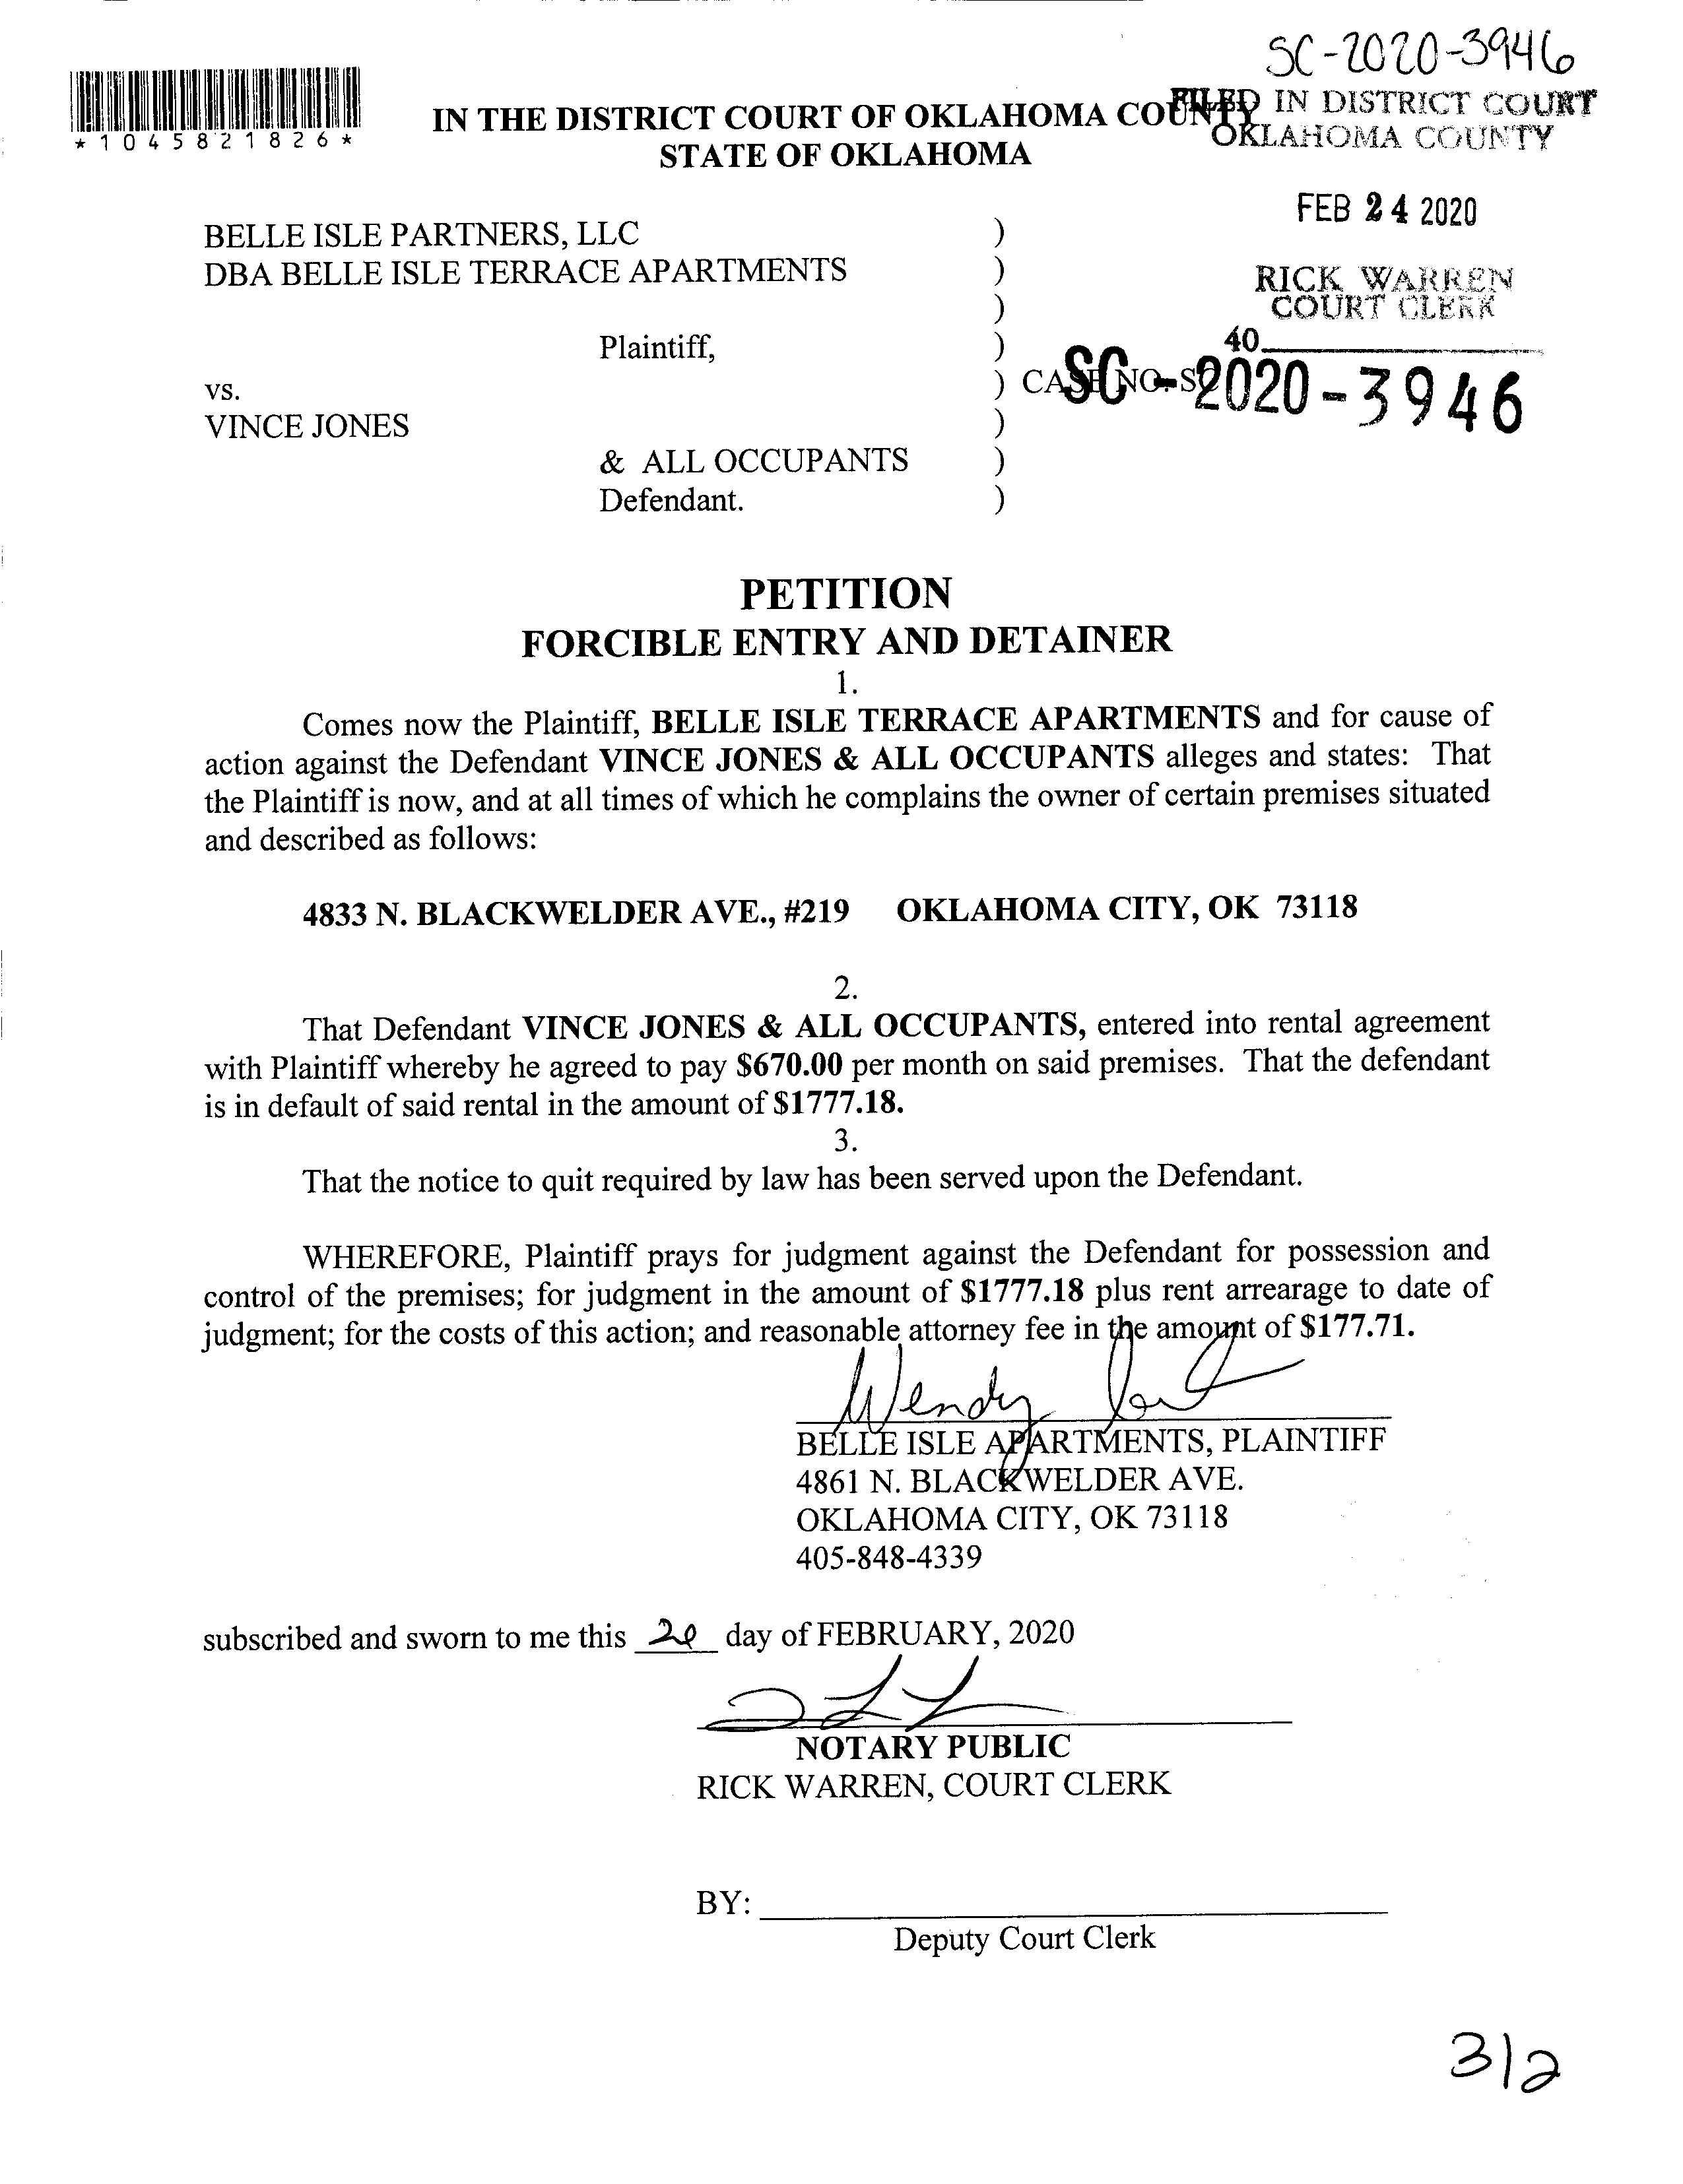 SC-2020-3946
*1045821826*
IN THE DISTRICT COURT OF OKLAHOMA COUNTY
STATE OF OKLAHOMA
FILED IN DISTRICT COURT
OKLAHOMA COUNTY
FEB 24 2020
RICK WARREN
COURT CLERK
40
BELLE ISLE PARTNERS, LLC )
DBA BELLE ISLE TERRACE APARTMENTS )
)
Plaintiff, )
vs. ) CASE NO. SC
SC-2020-3946
VINCE JONES )
& ALL OCCUPANTS )
Defendant. )
PETITION
FORCIBLE ENTRY AND DETAINER
1.
Comes now the Plaintiff, BELLE ISLE TERRACE APARTMENTS and for cause of
action against the Defendant VINCE JONES & ALL OCCUPANTS alleges and states: That
the Plaintiff is now, and at all times of which he complains the owner of certain premises situated
and described as follows:
4833 N. BLACKWELDER AVE., #219 OKLAHOMA CITY, OK 73118
2.
That Defendant VINCE JONES & ALL OCCUPANTS, entered into rental agreement
with Plaintiff whereby he agreed to pay $670.00 per month on said premises. That the defendant
is in default of said rental in the amount of $1777.18.
3.
That the notice to quit required by law has been served upon the Defendant.
WHEREFORE, Plaintiff prays for judgment against the Defendant for possession and
control of the premises; for judgment in the amount of $1777.18 plus rent arrearage to date of
judgment; for the costs of this action; and reasonable attorney fee in the amount of $177.71.
Wendy
BELLE ISLE APARTMENTS, PLAINTIFF
4861 N. BLACKWELDER AVE.
OKLAHOMA CITY, OK 73118
405-848-4339
subscribed and sworn to me this 20 day of FEBRUARY, 2020
NOTARY PUBLIC
RICK WARREN, COURT CLERK
BY:
Deputy Court Clerk
3/2